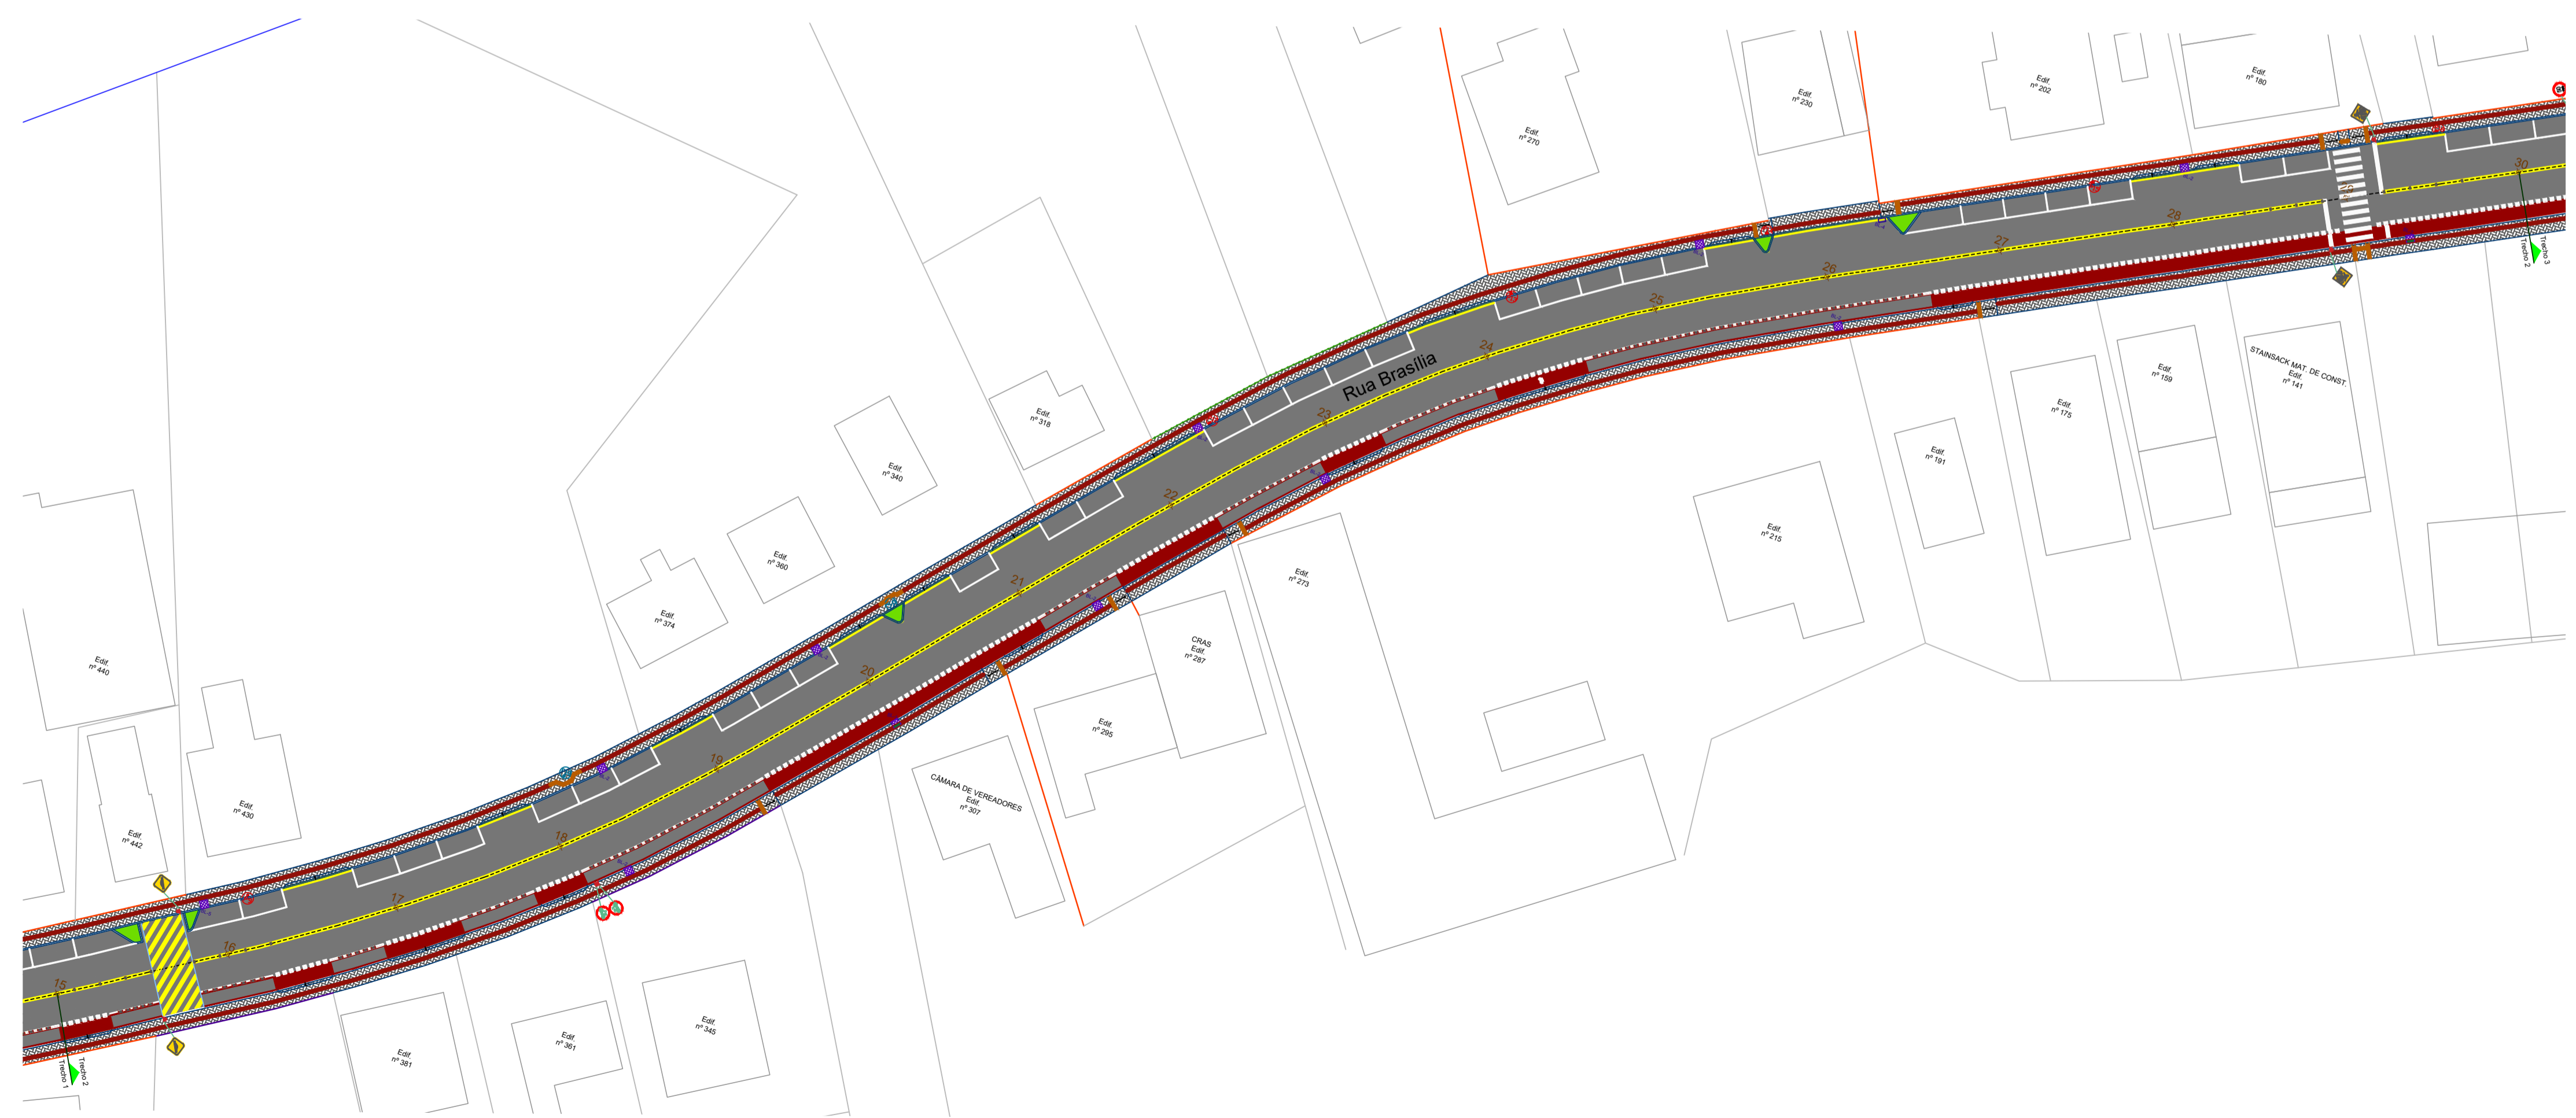 Edif.
nº 270
Edif.
nº 230
Edif.
nº 202
Edif.
nº 180
30
28
27
26
25
24
23
22
21
20
19
18
17
16
15
Rua Brasília
Trecho 2
Trecho 3
Edif.
nº 318
Edif.
nº 340
Edif.
nº 360
Edif.
nº 374
Edif.
nº 440
Edif.
nº 442
Edif.
nº 430
STAINSACK MAT. DE CONST.
Edif.
nº 141
Edif.
nº 159
Edif.
nº 175
Edif.
nº 191
Edif.
nº 215
Edif.
nº 273
CRAS
Edif.
nº 287
Edif.
nº 295
CÂMARA DE VEREADORES
Edif.
nº 307
Edif.
nº 345
Edif.
nº 361
Edif.
nº 381
Trecho 1
Trecho 2